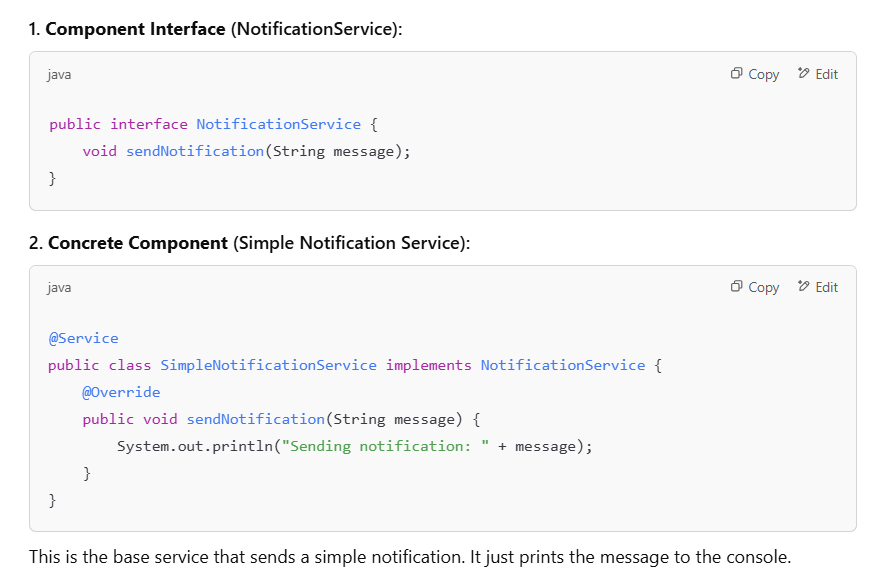 1. Component Interface (NotificationService):
java
Copy
Edit
public interface NotificationService {
    void sendNotification(String message);
}
2. Concrete Component (Simple Notification Service):
java
Copy
Edit
@Service
public class SimpleNotificationService implements NotificationService {
    @Override
    public void sendNotification(String message) {
        System.out.println("Sending notification: " + message);
    }
}
This is the base service that sends a simple notification. It just prints the message to the console.